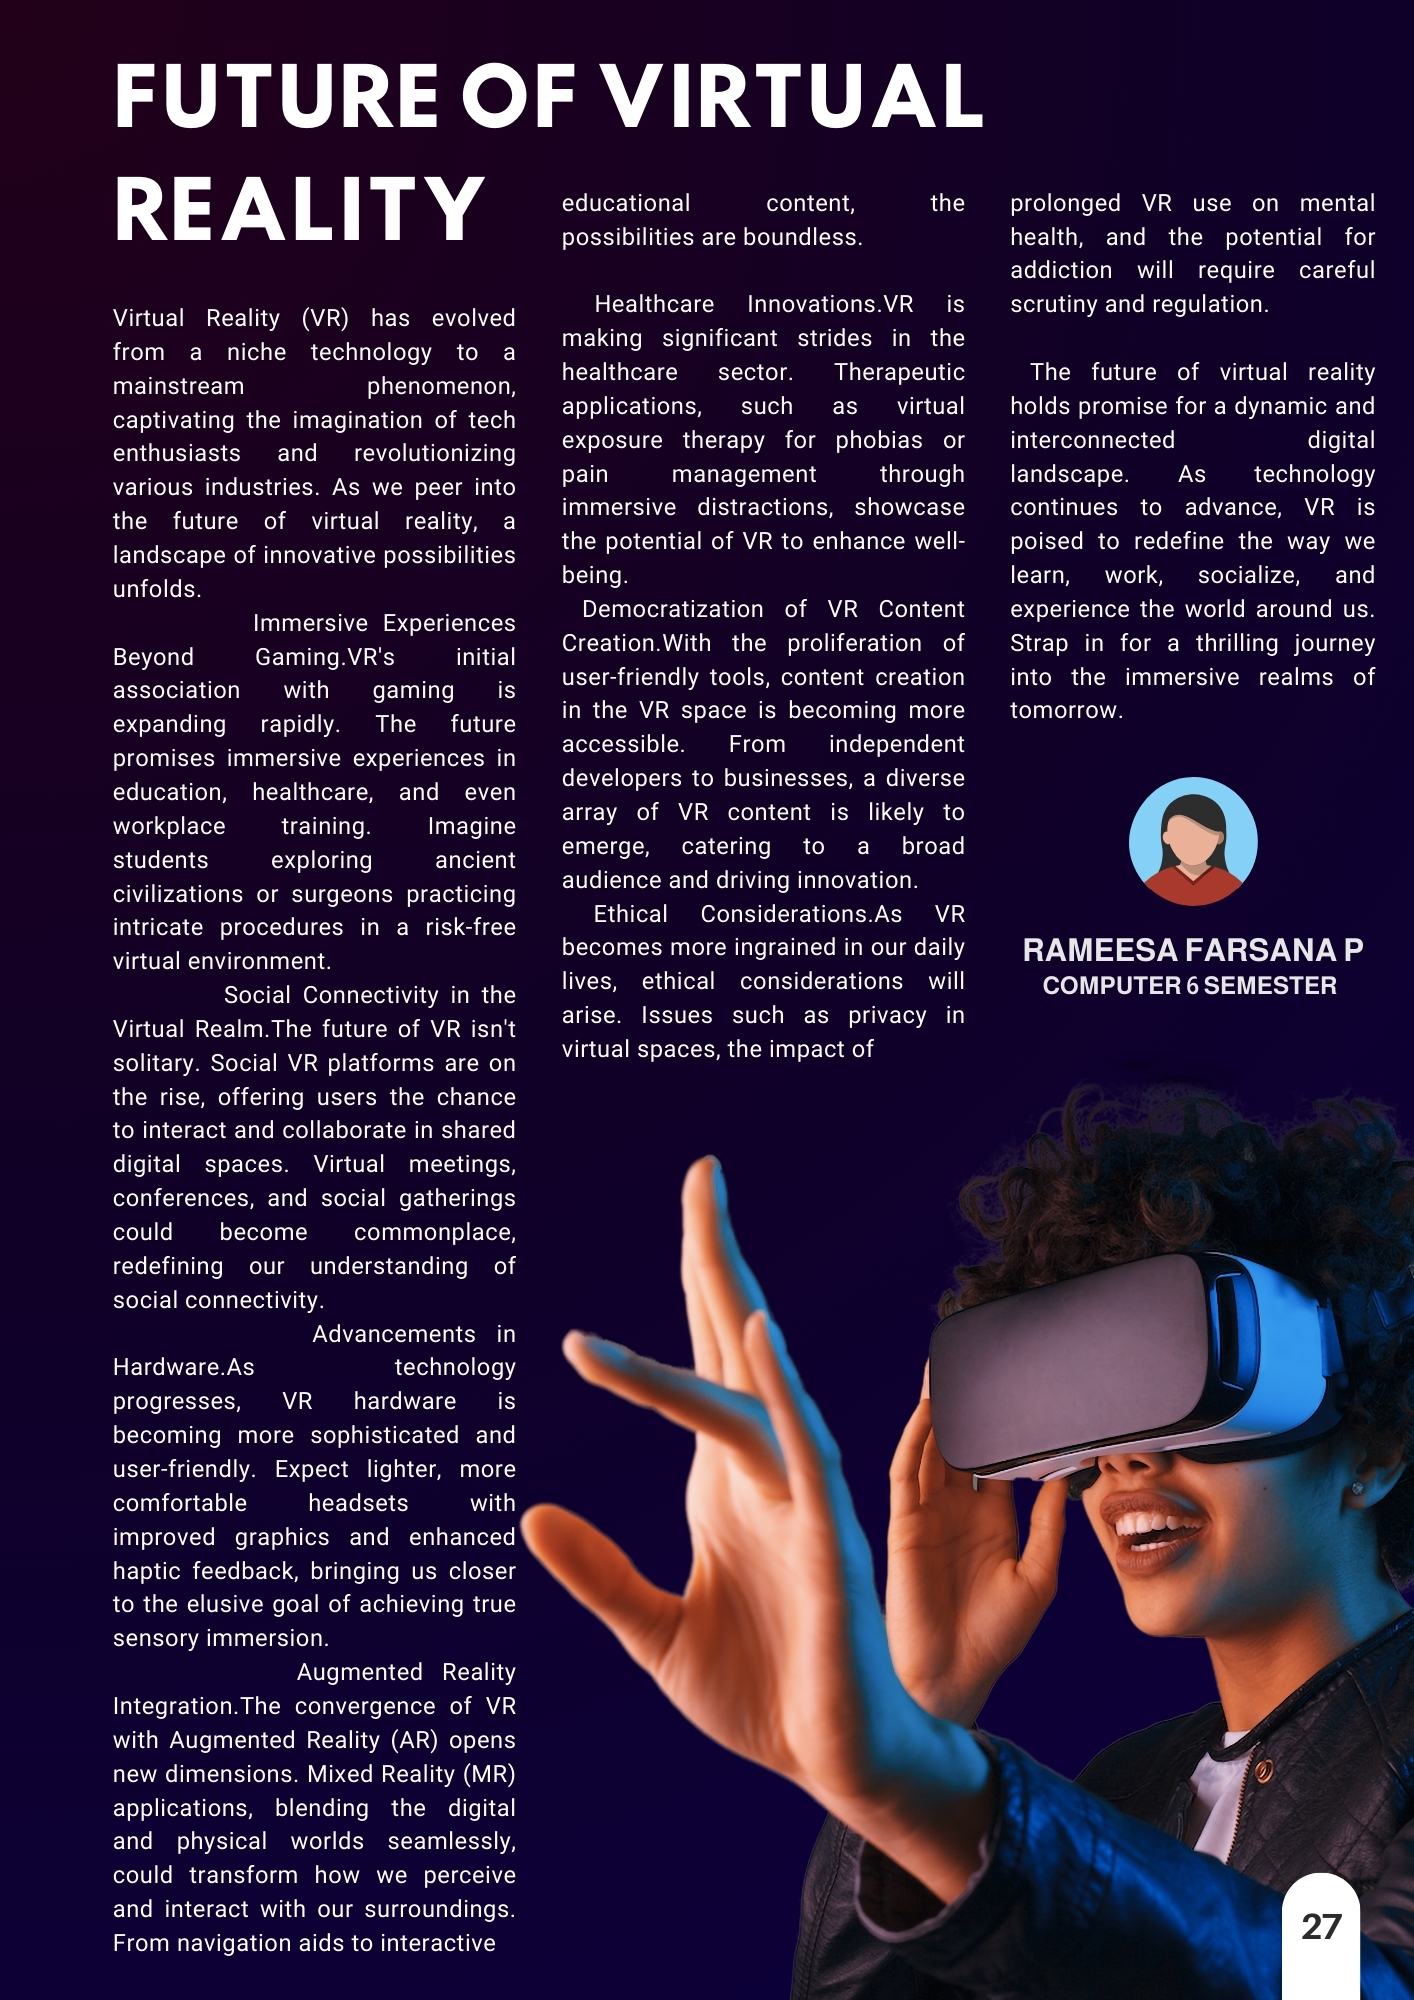 FUTURE OF VIRTUAL
REALITY
Virtual Reality (VR) has evolved
from a niche technology to a
mainstream phenomenon,
captivating the imagination of tech
enthusiasts and revolutionizing
various industries. As we peer into
the future of virtual reality, a
landscape of innovative possibilities
unfolds.
Immersive Experiences
Beyond Gaming.VR's initial
association with gaming is
expanding rapidly. The future
promises immersive experiences in
education, healthcare, and even
workplace training. Imagine
students exploring ancient
civilizations or surgeons practicing
intricate procedures in a risk-free
virtual environment.
Social Connectivity in the
Virtual Realm.The future of VR isn't
solitary. Social VR platforms are on
the rise, offering users the chance
to interact and collaborate in shared
digital spaces. Virtual meetings,
conferences, and social gatherings
could become commonplace,
redefining our understanding of
social connectivity.
Advancements in
Hardware.As technology
progresses, VR hardware is
becoming more sophisticated and
user-friendly. Expect lighter, more
comfortable headsets with
improved graphics and enhanced
haptic feedback, bringing us closer
to the elusive goal of achieving true
sensory immersion.
Augmented Reality
Integration.The convergence of VR
with Augmented Reality (AR) opens
new dimensions. Mixed Reality (MR)
applications, blending the digital
and physical worlds seamlessly,
could transform how we perceive
and interact with our surroundings.
From navigation aids to interactive
educational content, the
possibilities are boundless.
Healthcare Innovations.VR is
making significant strides in the
healthcare sector. Therapeutic
applications, such as virtual
exposure therapy for phobias or
pain management through
immersive distractions, showcase
the potential of VR to enhance well-
being.
Democratization of VR Content
Creation.With the proliferation of
user-friendly tools, content creation
in the VR space is becoming more
accessible. From independent
developers to businesses, a diverse
array of VR content is likely to
emerge, catering to a broad
audience and driving innovation.
Ethical Considerations.As VR
becomes more ingrained in our daily
lives, ethical considerations will
arise. Issues such as privacy in
virtual spaces, the impact of
prolonged VR use on mental
health, and the potential for
addiction will require careful
scrutiny and regulation.
The future of virtual reality
holds promise for a dynamic and
interconnected digital
landscape. As technology
continues to advance, VR is
poised to redefine the way we
learn, work, socialize, and
experience the world around us.
Strap in for a thrilling journey
into the immersive realms of
tomorrow.
RAMEESA FARSANA P
COMPUTER 6 SEMESTER
27